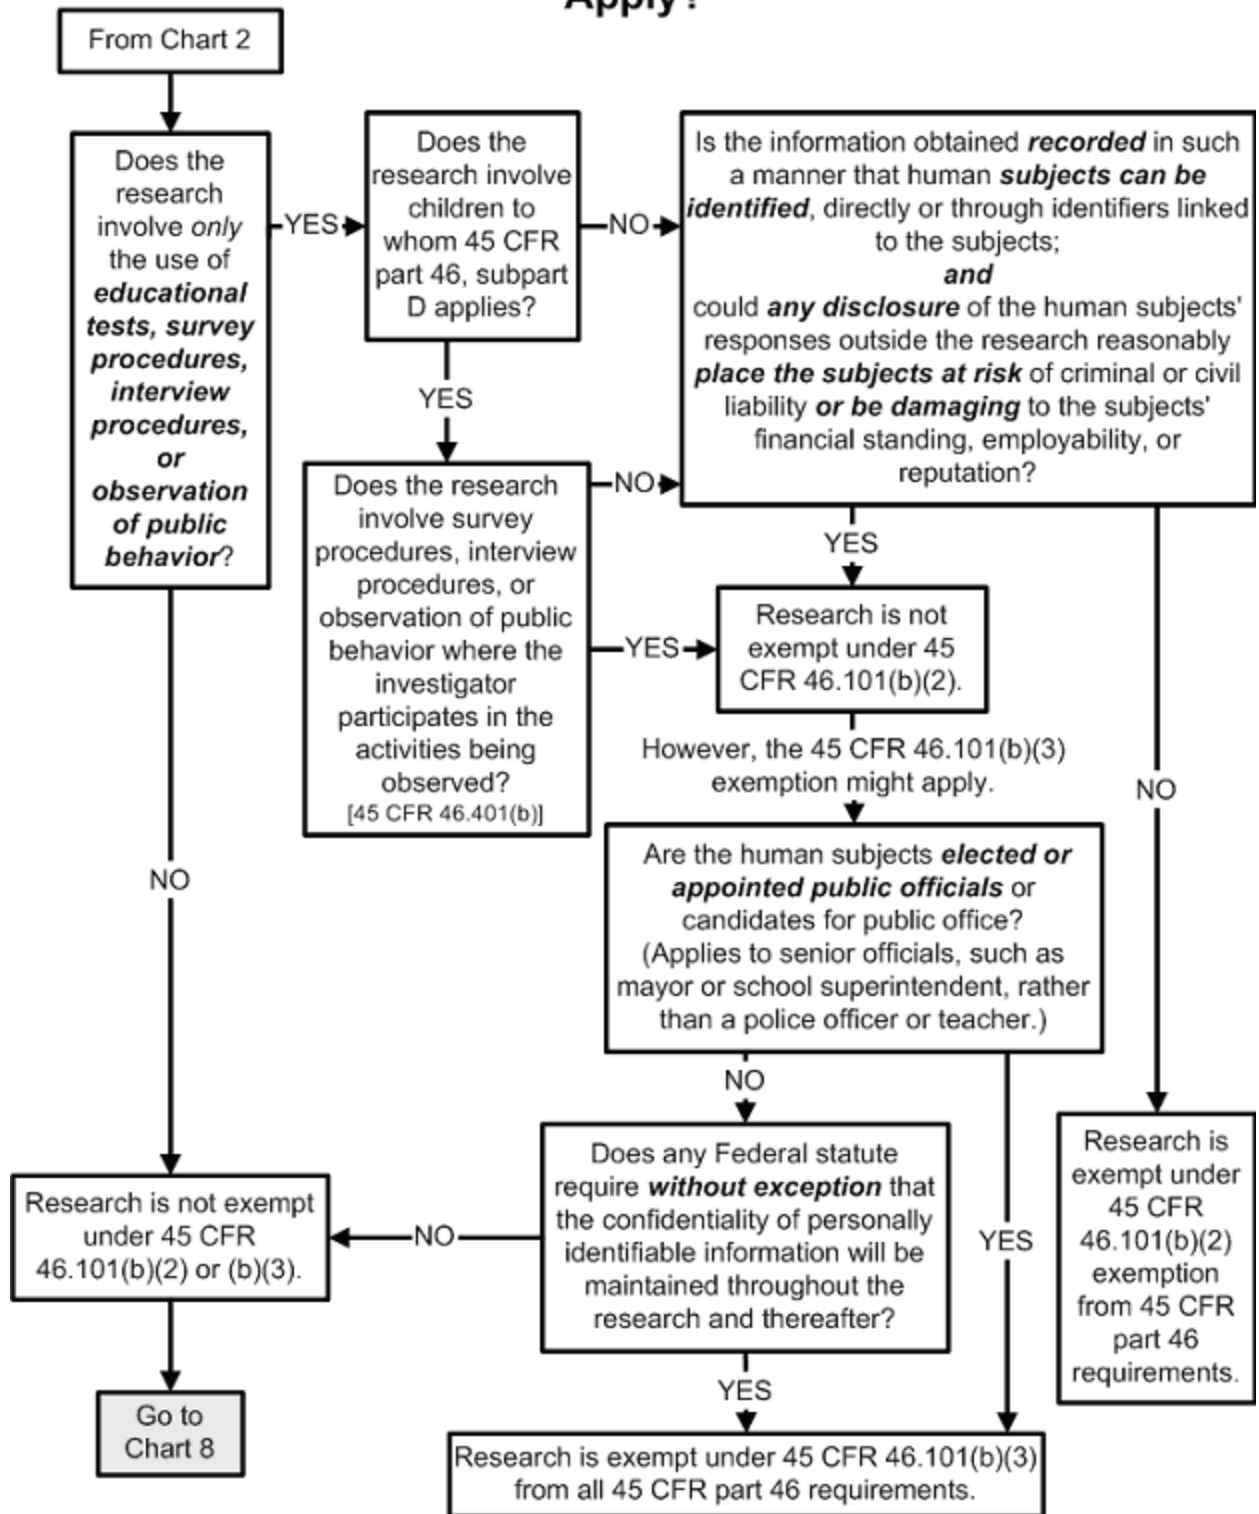 Apply?
From Chart 2
Does the
research
involve only
the use of
educational
tests, survey
procedures,
interview
procedures,
or
observation
of public
behavior?
YES
Does the
research involve
children to
whom 45 CFR
part 46, subpart
D applies?
NO
Is the information obtained recorded in such
a manner that human subjects can be
identified, directly or through identifiers linked
to the subjects;
and
could any disclosure of the human subjects'
responses outside the research reasonably
place the subjects at risk of criminal or civil
liability or be damaging to the subjects'
financial standing, employability, or
reputation?
YES
Does the research
involve survey
procedures, interview
procedures, or
observation of public
behavior where the
investigator
participates in the
activities being
observed?
[45 CFR 46.401(b)]
NO
YES
YES
Research is not
exempt under 45
CFR 46.101(b)(2).
However, the 45 CFR 46.101(b)(3)
exemption might apply.
NO
NO
Are the human subjects elected or
appointed public officials or
candidates for public office?
(Applies to senior officials, such as
mayor or school superintendent, rather
than a police officer or teacher.)
NO
YES
Does any Federal statute
require without exception that
the confidentiality of personally
identifiable information will be
maintained throughout the
research and thereafter?
NO
Research is not exempt
under 45 CFR
46.101(b)(2) or (b)(3).
Research is
exempt under
45 CFR
46.101(b)(2)
exemption
from 45 CFR
part 46
requirements.
YES
Go to
Chart 8
Research is exempt under 45 CFR 46.101(b)(3)
from all 45 CFR part 46 requirements.